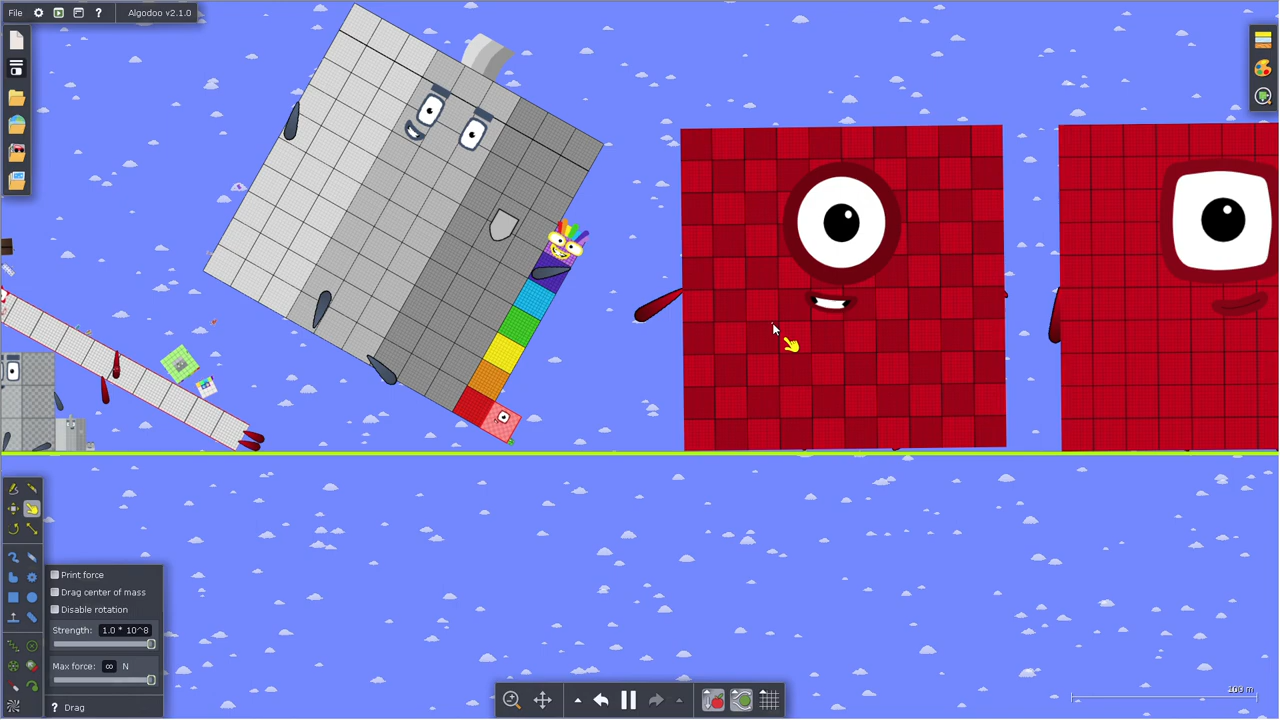 File ? Algodoo v2.1.0
Print force
Drag center of mass
Disable rotation
Strength: 1.0 * 10^8
Max force: ∞ N
? Drag
169 m